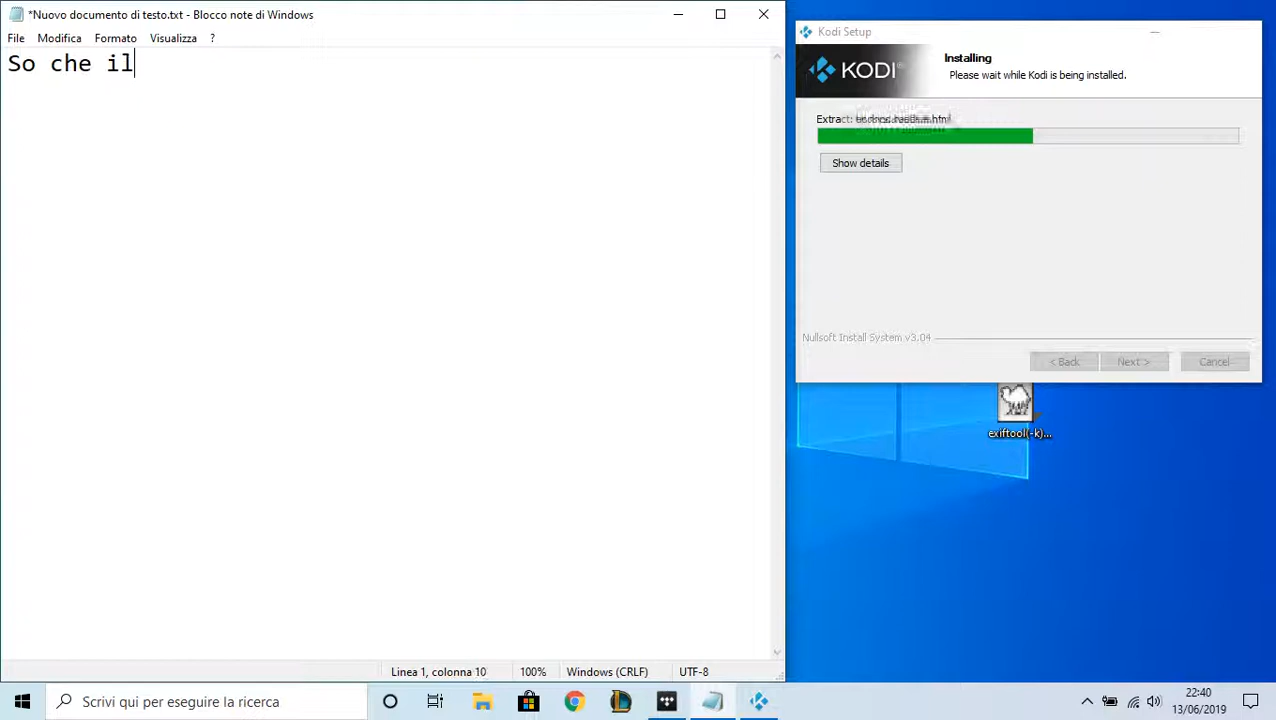 *Nuovo documento di testo.txt - Blocco note di Windows
File Modifica Formato Visualizza ?
So che il
Linea 1, colonna 10 100% Windows (CRLF) UTF-8
Kodi Setup
KODI
Installing
Please wait while Kodi is being installed.
Extract:
Show details
Nullsoft Install System v3.04
< Back Next > Cancel
exiftool(-k)...
Scrivi qui per eseguire la ricerca
22:40
13/06/2019